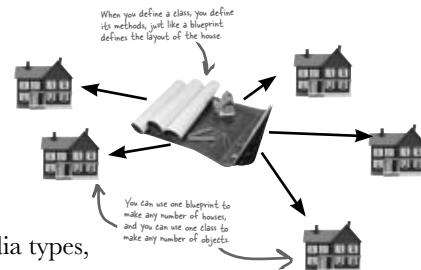 When you define a class, you define
its methods, just like a blueprint
defines the layout of the house.
You can use one blueprint to
make any number of houses,
and you can use one class to
make any number of objects.
lia types,